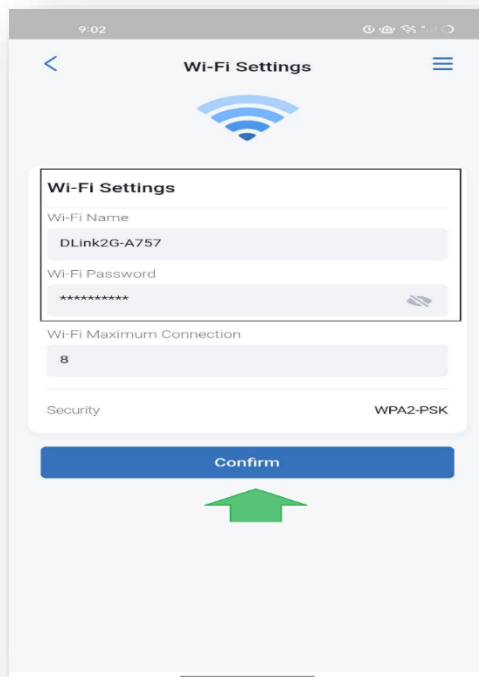 9:02
Wi-Fi Settings
Wi-Fi Settings
Wi-Fi Name
DLink2G-A757
Wi-Fi Password
**********
Wi-Fi Maximum Connection
8
Security WPA2-PSK
Confirm